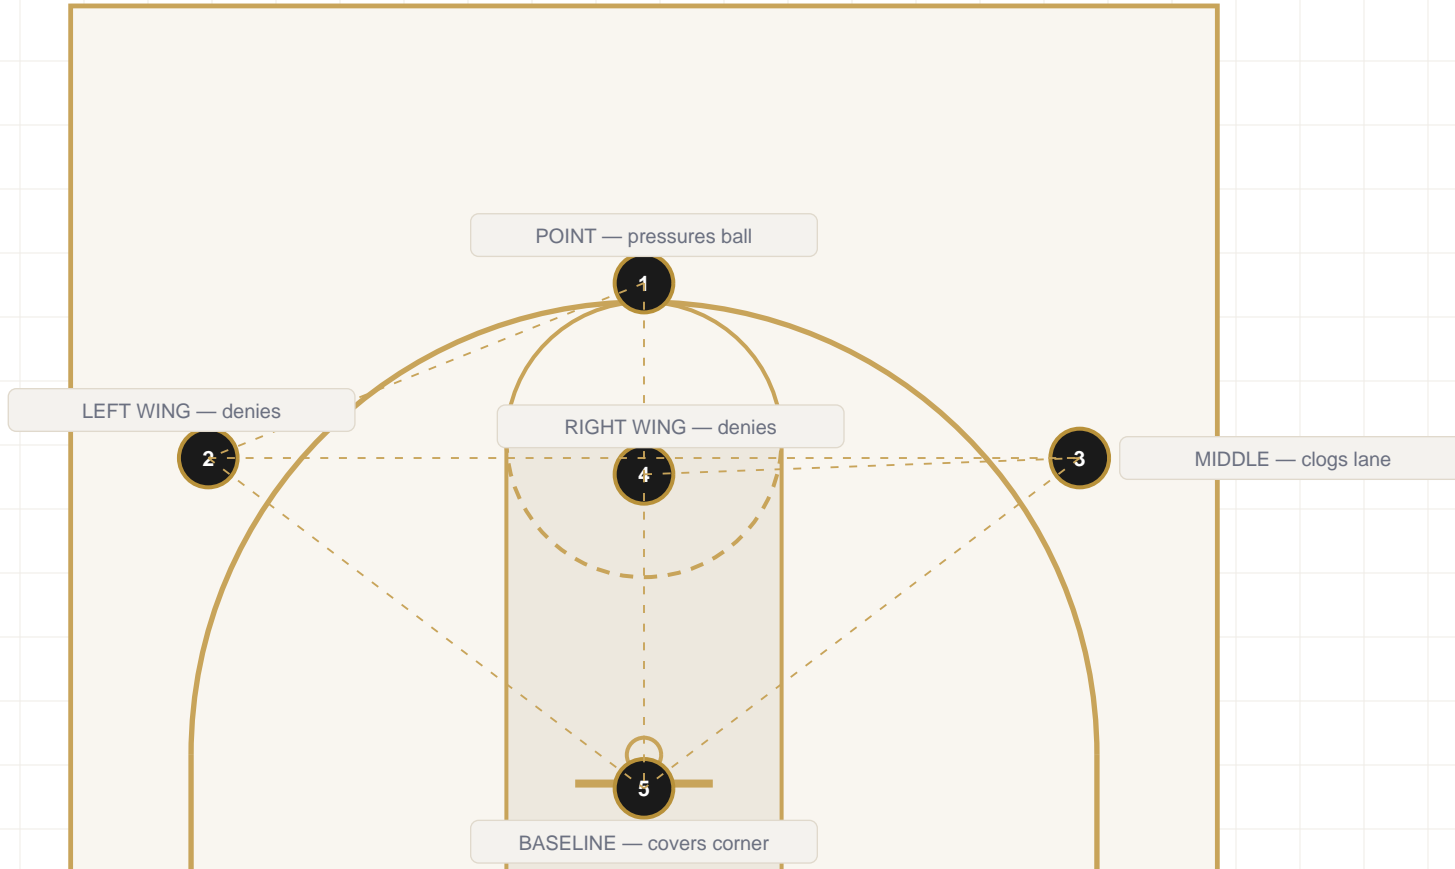 POINT — pressures ball
1
LEFT WING — denies
RIGHT WING — denies
2
4
3
MIDDLE — clogs lane
5
BASELINE — covers corner